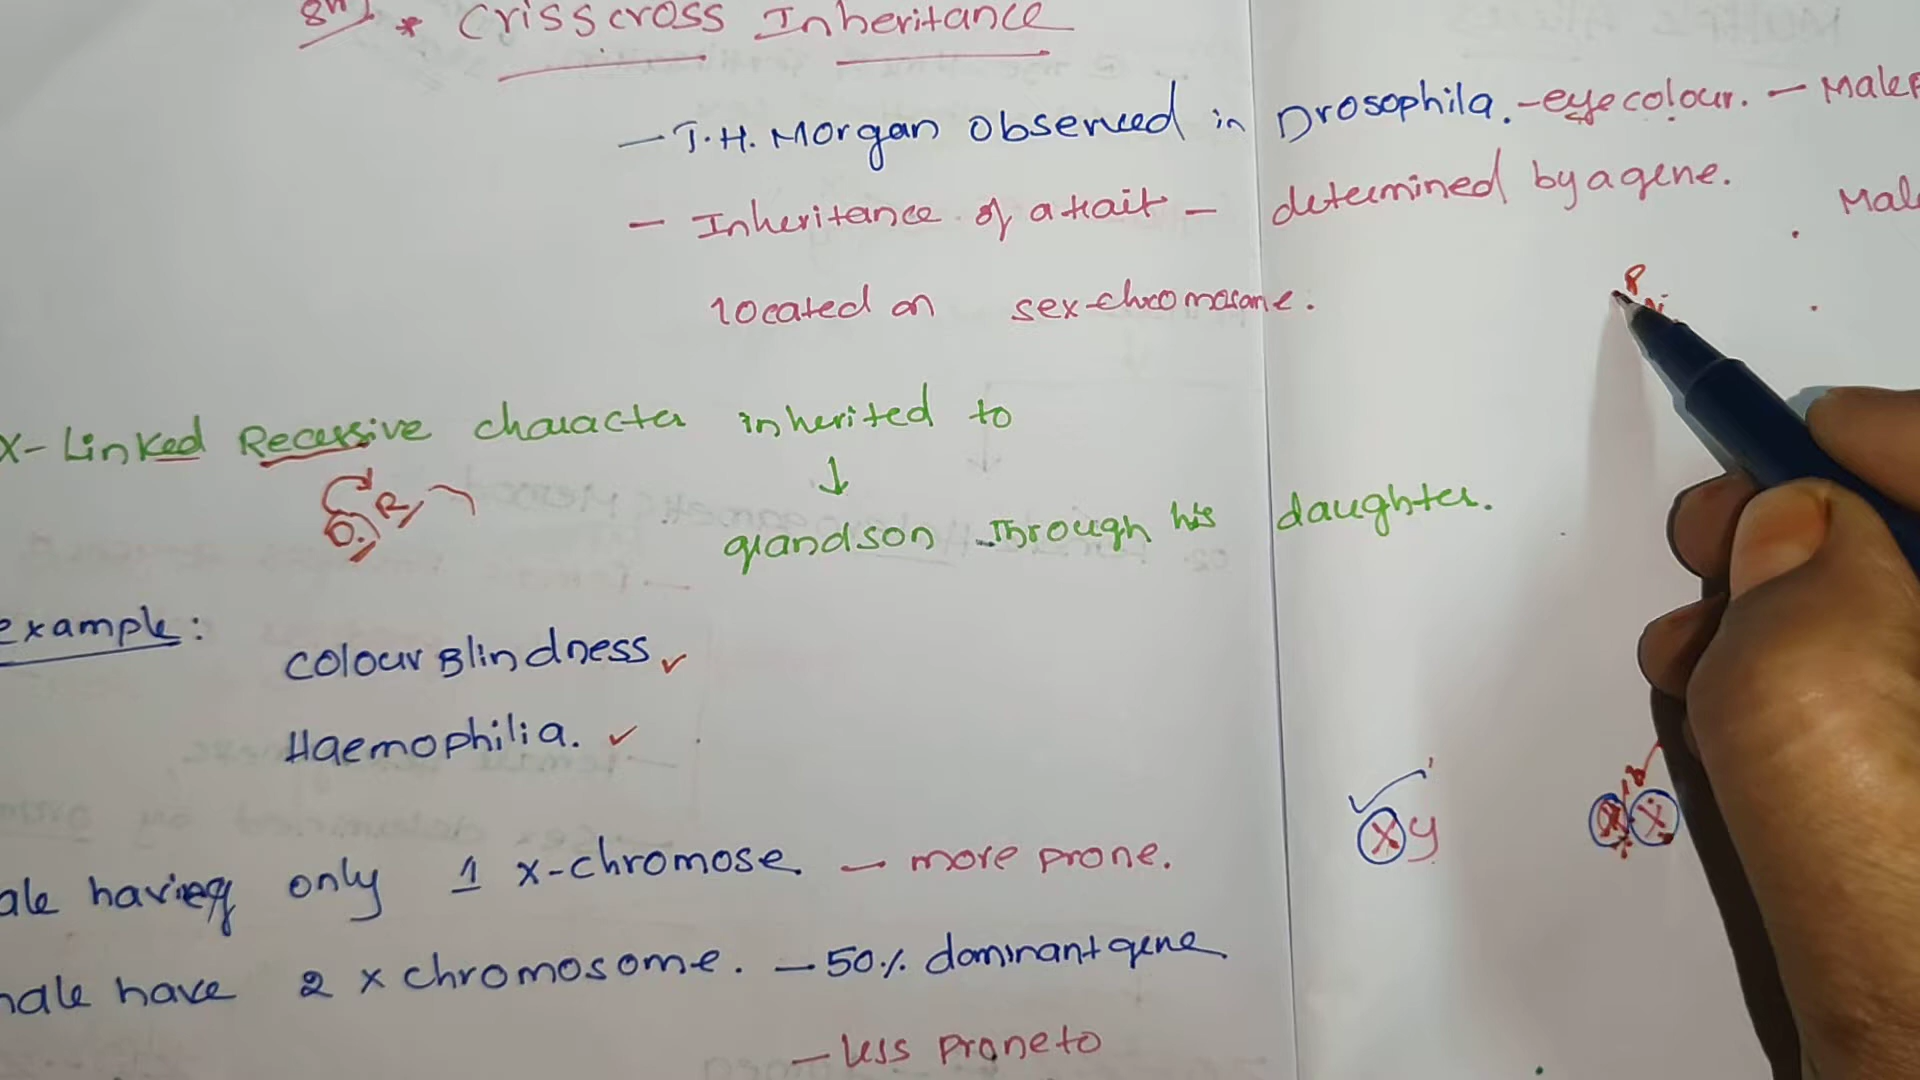 * Crisscross Inheritance
- T.H. Morgan observed in Drosophila. - eye colour. - Male
- Inheritance of a trait - determined by a gene.
Mal
located on sex-chromosome.
X-Linked Recessive character inherited to
↓
grandson through his daughter.
example:
colour Blindness ✓
Haemophilia. ✓
ale having only 1 x-chromose. - more prone.
xy
male have 2 x chromosome. - 50% dominant gene
- less prone to